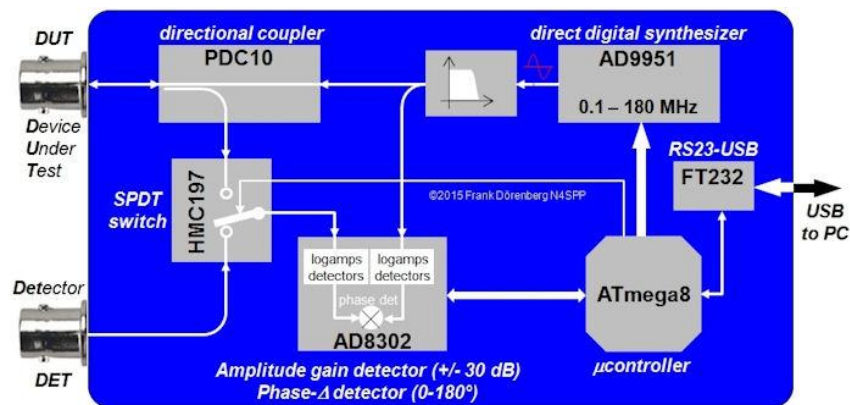 DUT
Device
Under
Test
directional coupler
PDC10
direct digital synthesizer
AD9951
0.1 – 180 MHz
RS23-USB
FT232
USB
to PC
SPDT
switch
HMC197
©2015 Frank Dörenberg N4SPP
logamps
detectors
logamps
detectors
phase det
AD8302
ATmega8
μcontroller
Detector
DET
Amplitude gain detector (+/- 30 dB)
Phase-Δ detector (0-180°)